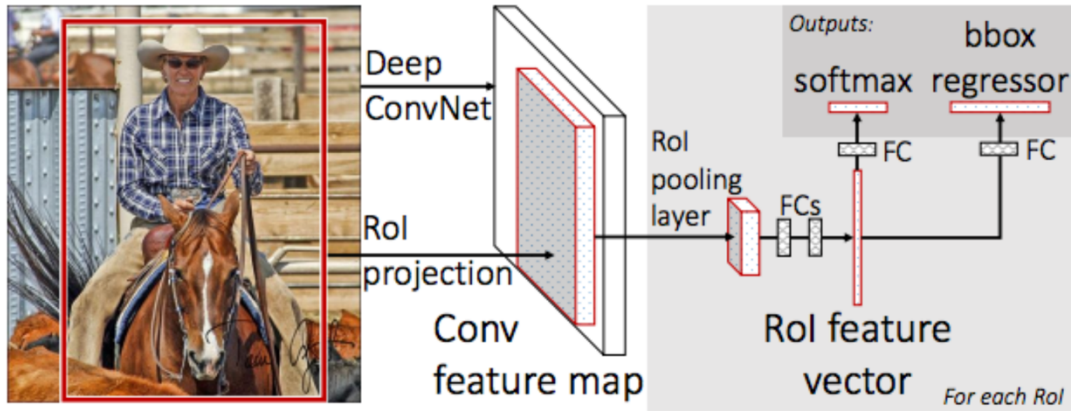 Deep
ConvNet
RoI
projection
Conv
feature map
RoI
pooling
layer
FCs
RoI feature
vector
For each RoI
Outputs:
softmax
bbox
regressor
FC
FC